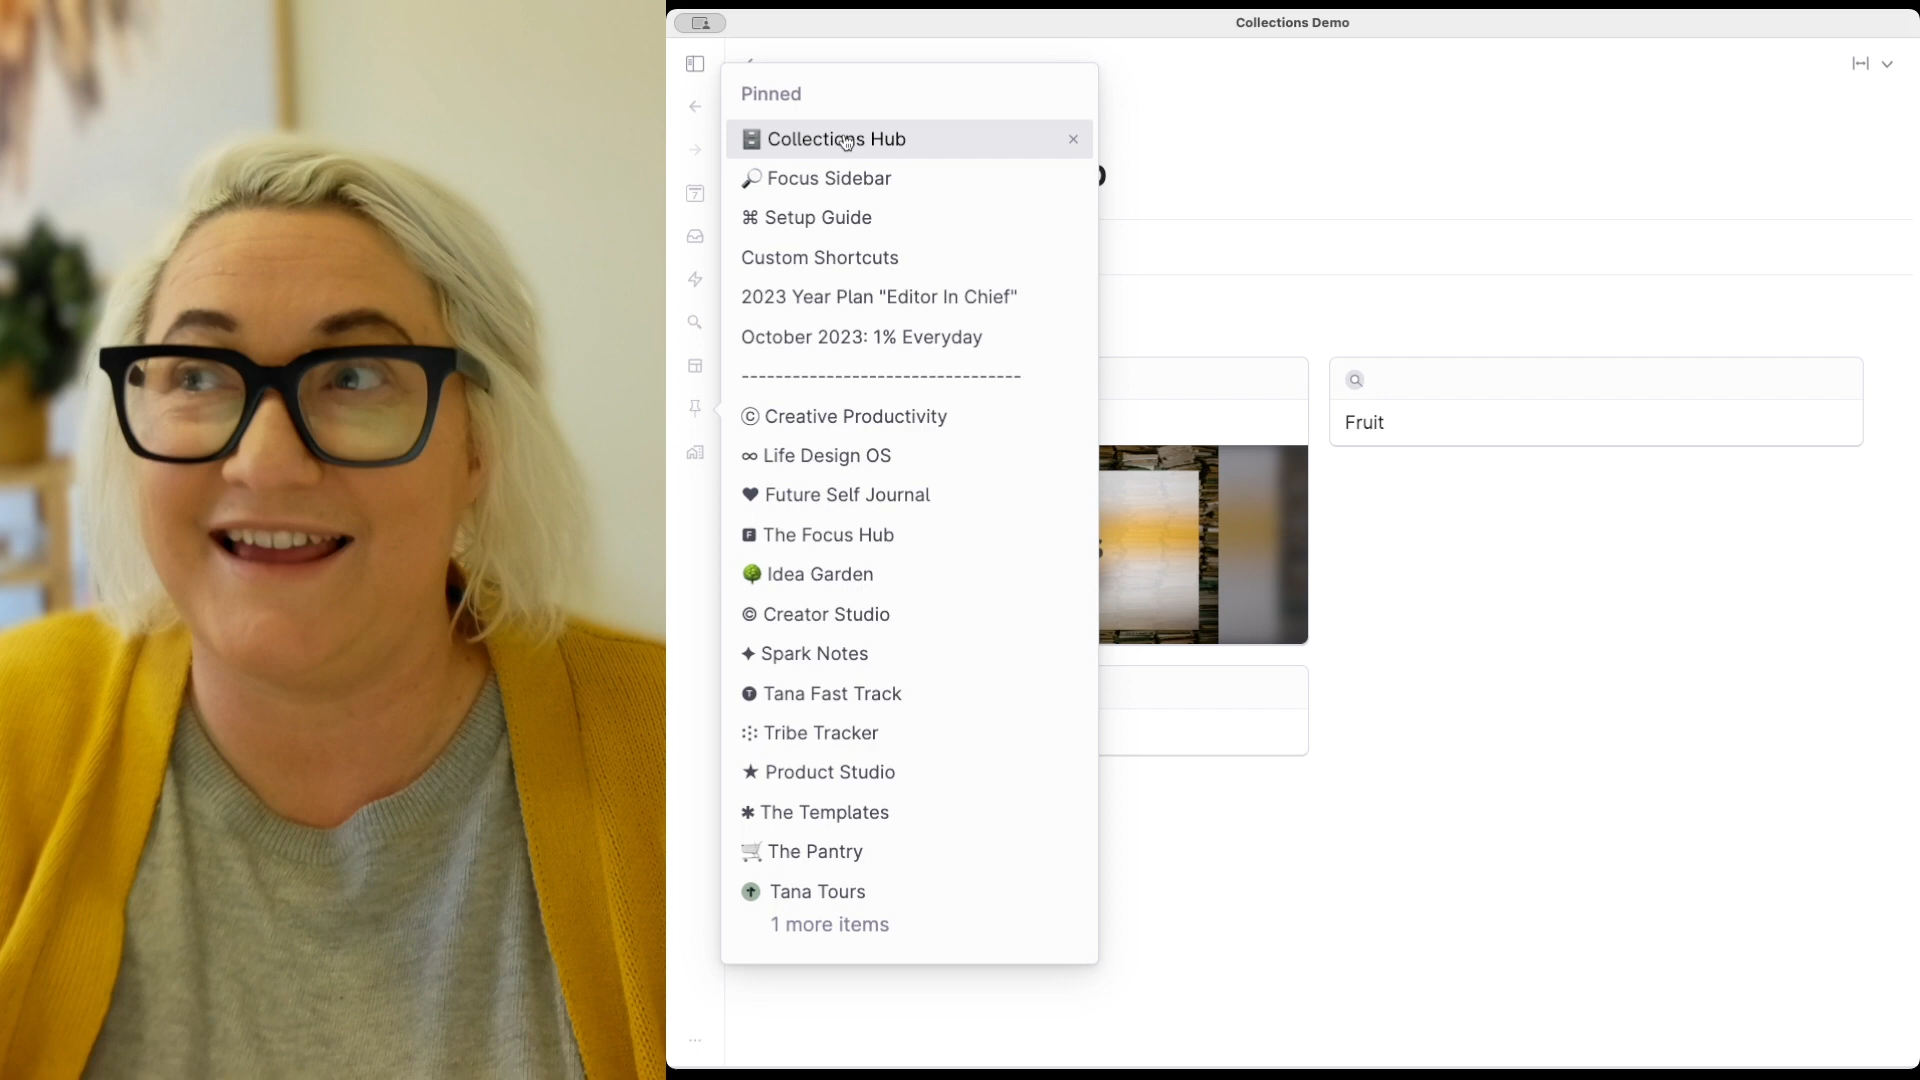 Collections Demo
Pinned
Collections Hub
Focus Sidebar
⌘ Setup Guide
Custom Shortcuts
2023 Year Plan "Editor In Chief"
October 2023: 1% Everyday
---------------------------------
Ⓒ Creative Productivity
∞ Life Design OS
♥ Future Self Journal
🅵 The Focus Hub
Idea Garden
© Creator Studio
✦ Spark Notes
🅣 Tana Fast Track
Tribe Tracker
★ Product Studio
✱ The Templates
The Pantry
Tana Tours
1 more items
Fruit
7